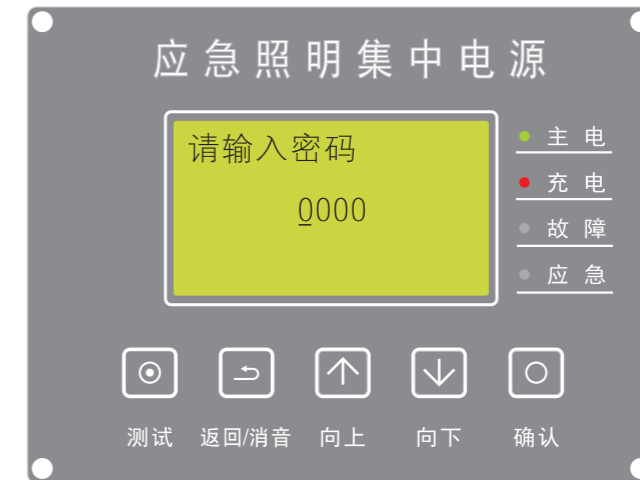 应急照明集中电源
请输入密码
0000
主电
充电
故障
应急
测试 返回/消音 向上 向下 确认